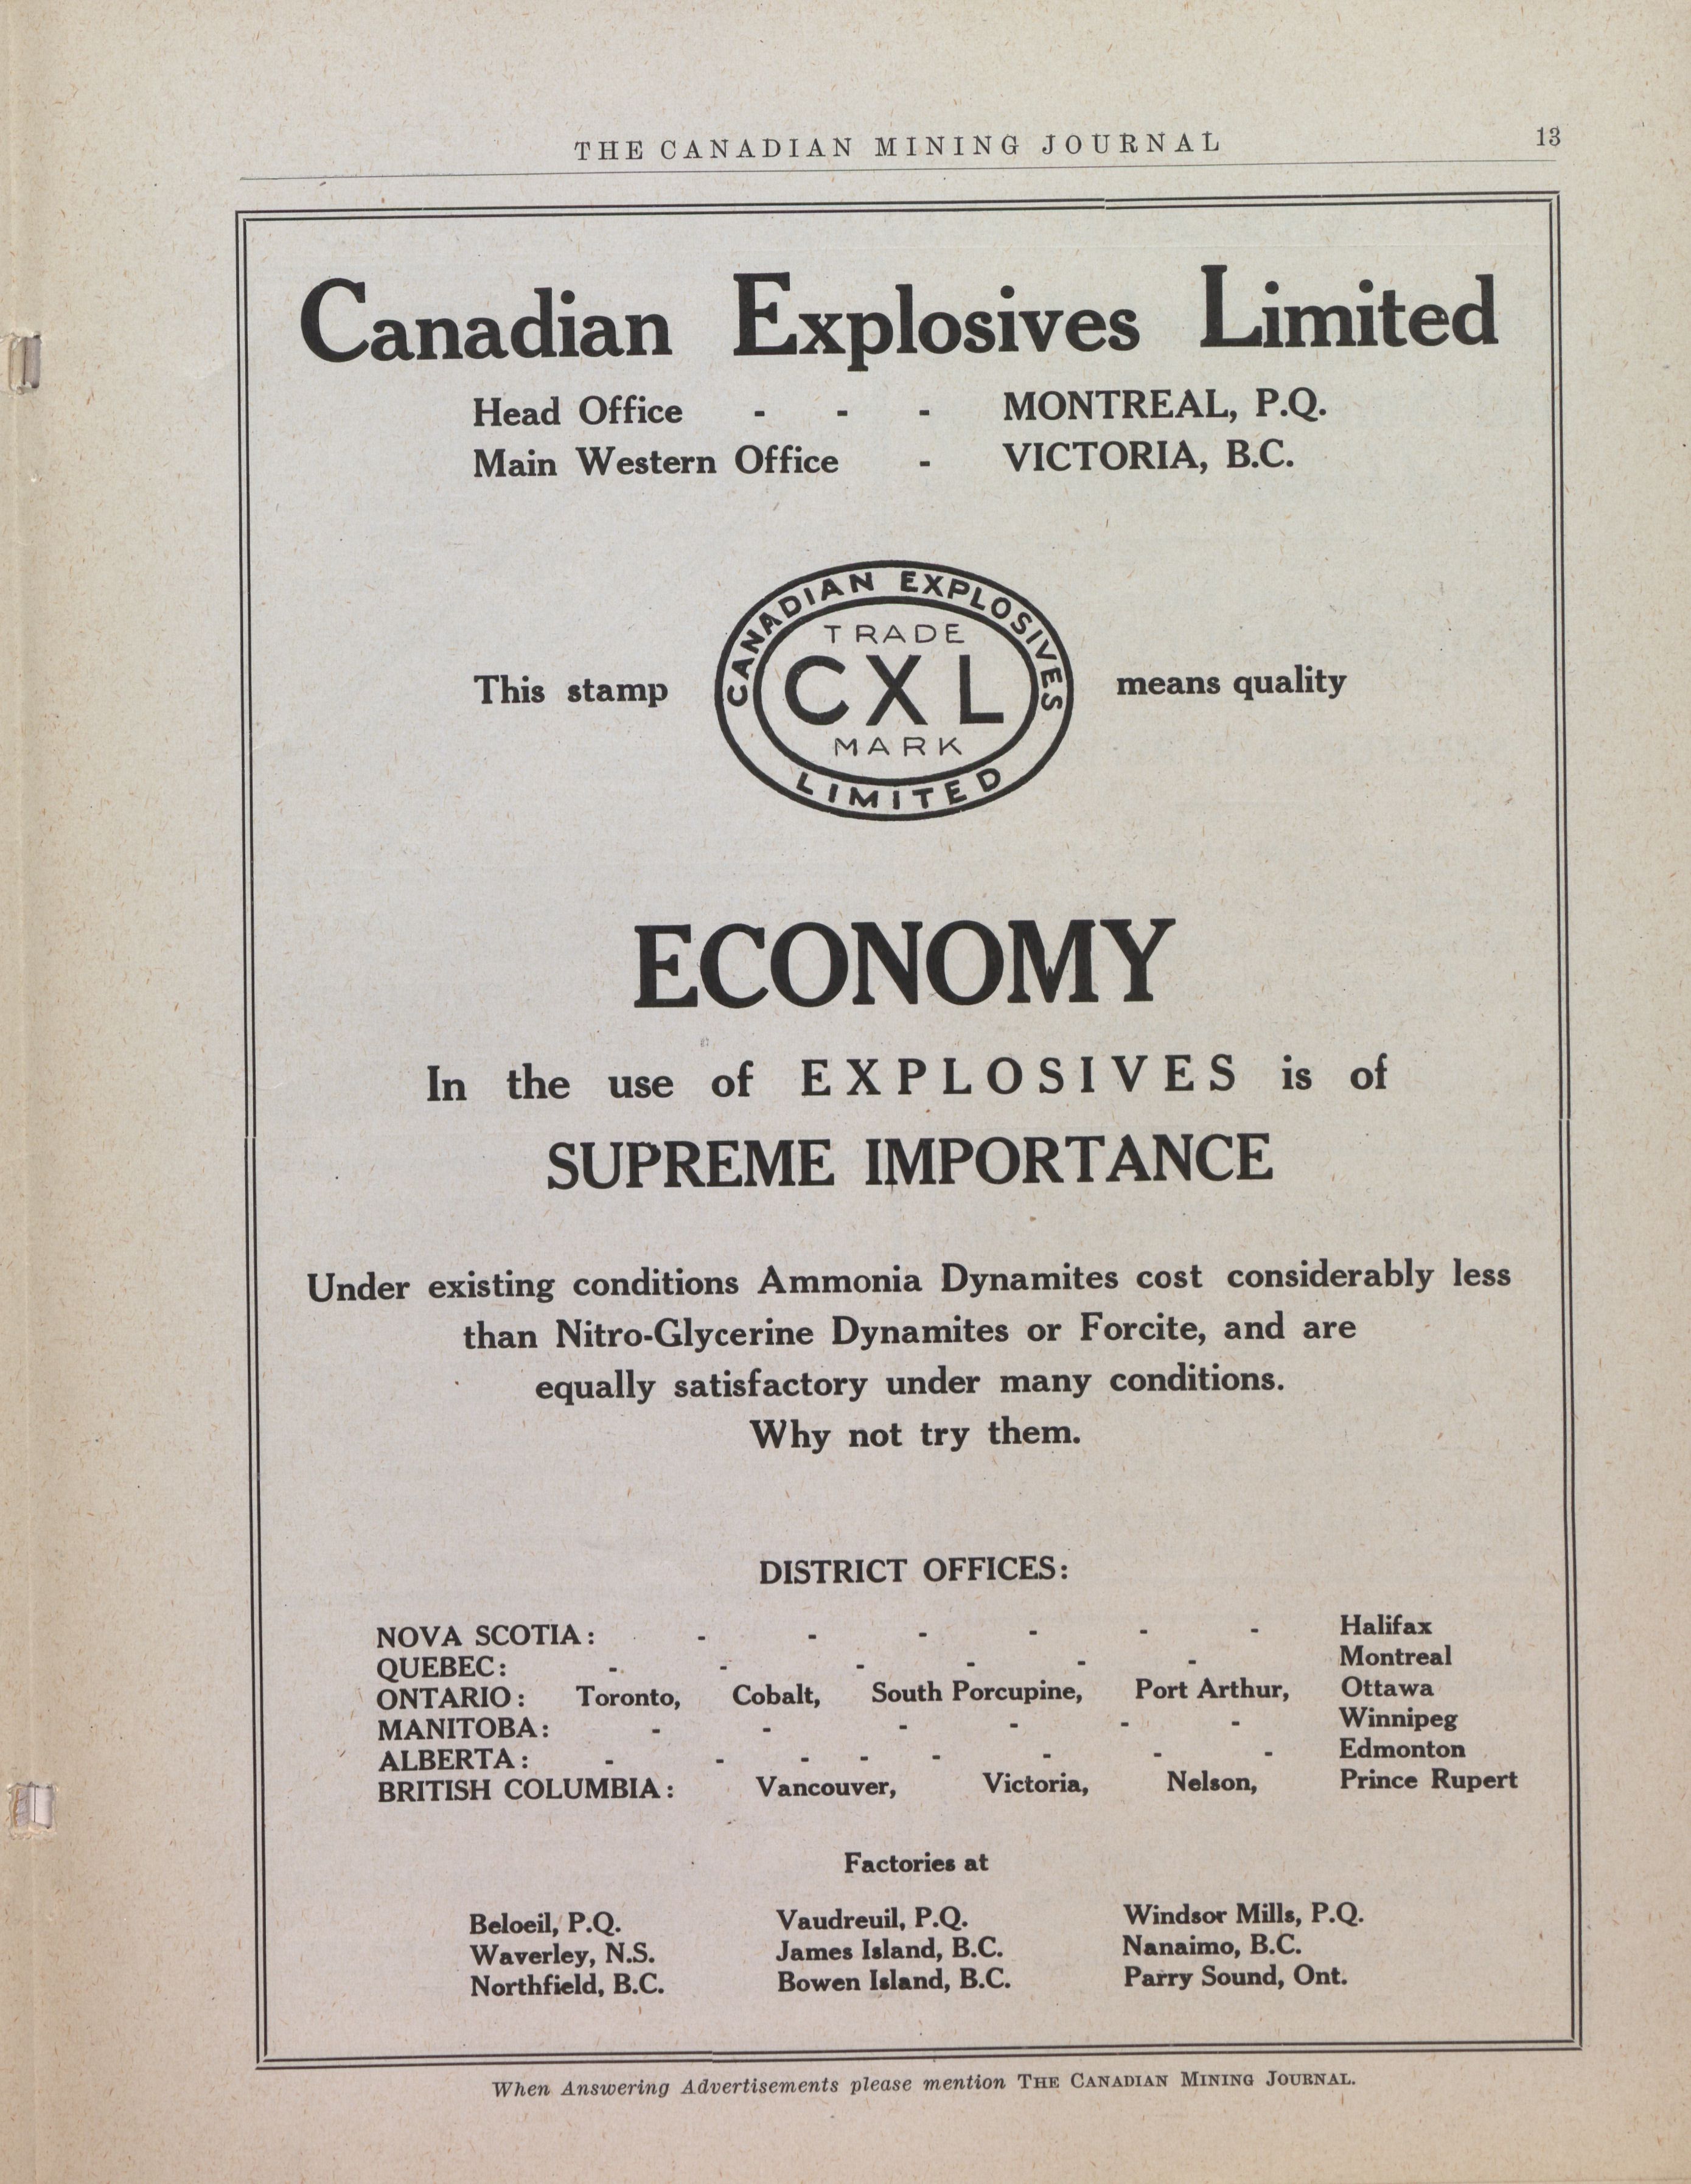 THE CANADIAN MINING JOURNAL 13
Canadian Explosives Limited
Head Office - - - MONTREAL, P.Q.
Main Western Office - VICTORIA, B.C.
CANADIAN EXPLOSIVES
TRADE
This stamp CXL means quality
MARK
LIMITED
ECONOMY
In the use of EXPLOSIVES is of
SUPREME IMPORTANCE
Under existing conditions Ammonia Dynamites cost considerably less
than Nitro-Glycerine Dynamites or Forcite, and are
equally satisfactory under many conditions.
Why not try them.
DISTRICT OFFICES:
NOVA SCOTIA: - - - - - - Halifax
QUEBEC: - - - - - - Montreal
ONTARIO: Toronto, Cobalt, South Porcupine, Port Arthur, Ottawa
MANITOBA: - - - - - - Winnipeg
ALBERTA: - - - - - - - - Edmonton
BRITISH COLUMBIA: Vancouver, Victoria, Nelson, Prince Rupert
Factories at
Beloeil, P.Q. Vaudreuil, P.Q. Windsor Mills, P.Q.
Waverley, N.S. James Island, B.C. Nanaimo, B.C.
Northfield, B.C. Bowen Island, B.C. Parry Sound, Ont.
When Answering Advertisements please mention THE CANADIAN MINING JOURNAL.